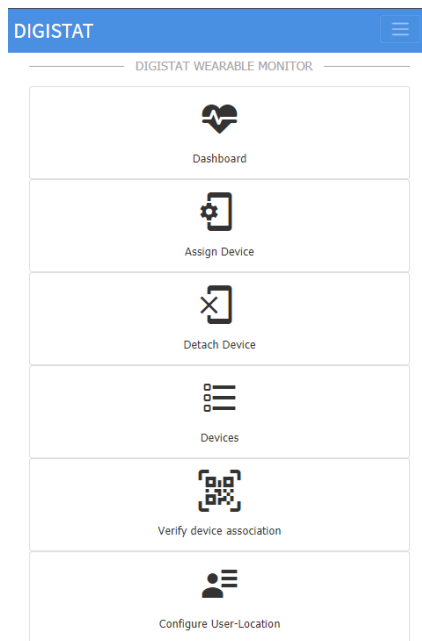 DIGISTAT
DIGISTAT WEARABLE MONITOR
Dashboard
Assign Device
Detach Device
Devices
Verify device association
Configure User-Location